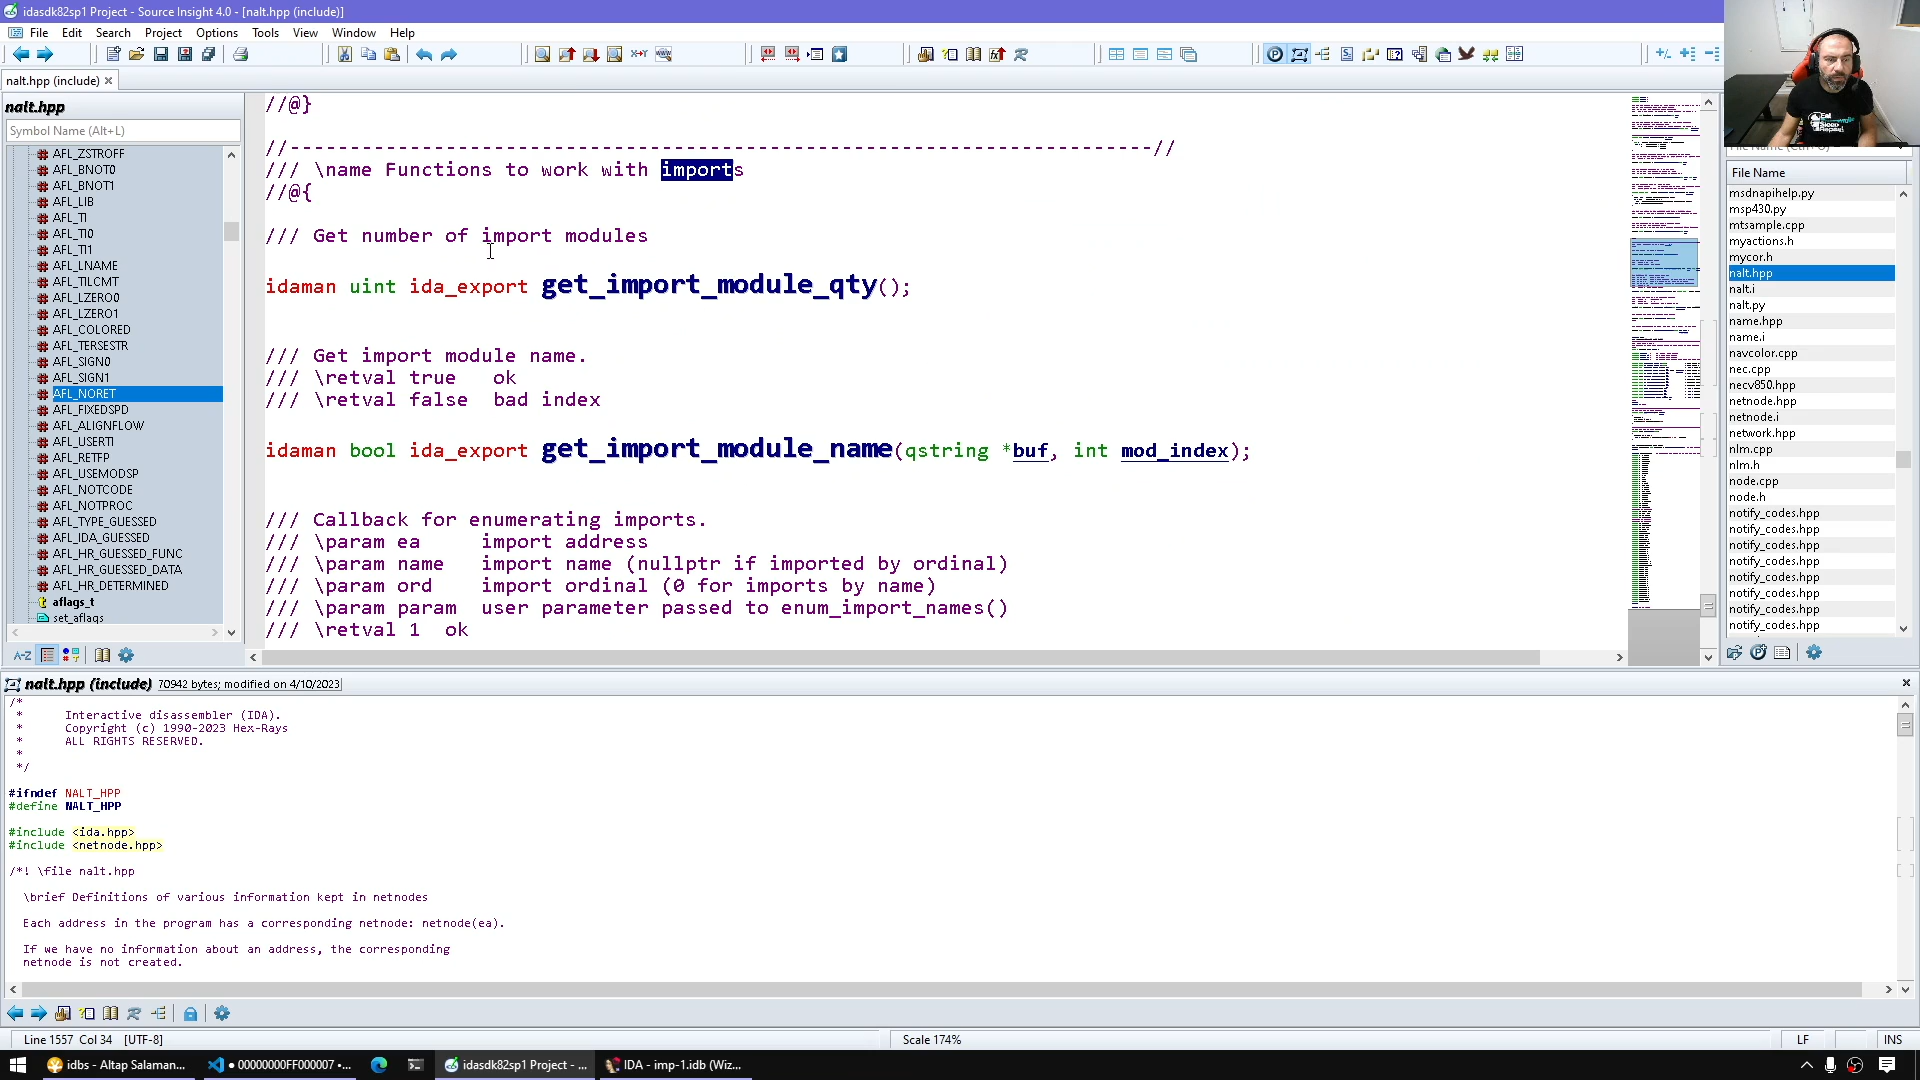 idasdk82sp1 Project - Source Insight 4.0 - [nalt.hpp (include)]
File Edit Search Project Options Tools View Window Help
nalt.hpp (include)
nalt.hpp
Symbol Name (Alt+L)
AFL_ZSTROFF
AFL_BNOT0
AFL_BNOT1
AFL_LIB
AFL_TI
AFL_TI0
AFL_TI1
AFL_LNAME
AFL_TILCMT
AFL_LZERO0
AFL_LZERO1
AFL_COLORED
AFL_TERSESTR
AFL_SIGN0
AFL_SIGN1
AFL_NORET
AFL_FIXEDSPD
AFL_ALIGNFLOW
AFL_USERTI
AFL_RETFP
AFL_USEMODSP
AFL_NOTCODE
AFL_NOTPROC
AFL_TYPE_GUESSED
AFL_IDA_GUESSED
AFL_HR_GUESSED_FUNC
AFL_HR_GUESSED_DATA
AFL_HR_DETERMINED
aflags_t
set_aflags
//@}
//------------------------------------------------------------------------//
/// \name Functions to work with imports
//@{
/// Get number of import modules
idaman uint ida_export get_import_module_qty();
/// Get import module name.
/// \retval true   ok
/// \retval false  bad index
idaman bool ida_export get_import_module_name(qstring *buf, int mod_index);
/// Callback for enumerating imports.
/// \param ea     import address
/// \param name   import name (nullptr if imported by ordinal)
/// \param ord    import ordinal (0 for imports by name)
/// \param param  user parameter passed to enum_import_names()
/// \retval 1  ok
File Name
msdnapihelp.py
msp430.py
mtsample.cpp
myactions.h
mycor.h
nalt.hpp
nalt.i
nalt.py
name.hpp
name.i
navcolor.cpp
nec.cpp
necv850.hpp
netnode.hpp
netnode.i
network.hpp
nlm.cpp
nlm.h
node.cpp
node.h
notify_codes.hpp
notify_codes.hpp
notify_codes.hpp
notify_codes.hpp
notify_codes.hpp
notify_codes.hpp
notify_codes.hpp
notify_codes.hpp
nalt.hpp (include) 70942 bytes; modified on 4/10/2023
/*
*      Interactive disassembler (IDA).
*      Copyright (c) 1990-2023 Hex-Rays
*      ALL RIGHTS RESERVED.
*
*/
#ifndef NALT_HPP
#define NALT_HPP
#include <ida.hpp>
#include <netnode.hpp>
/*! \file nalt.hpp
\brief Definitions of various information kept in netnodes
Each address in the program has a corresponding netnode: netnode(ea).
If we have no information about an address, the corresponding
netnode is not created.
Line 1557 Col 34 [UTF-8]
Scale 174%
LF
INS
idbs - Altap Salaman...
● 00000000FF000007 •...
idasdk82sp1 Project - ...
IDA - imp-1.idb (Wiz...